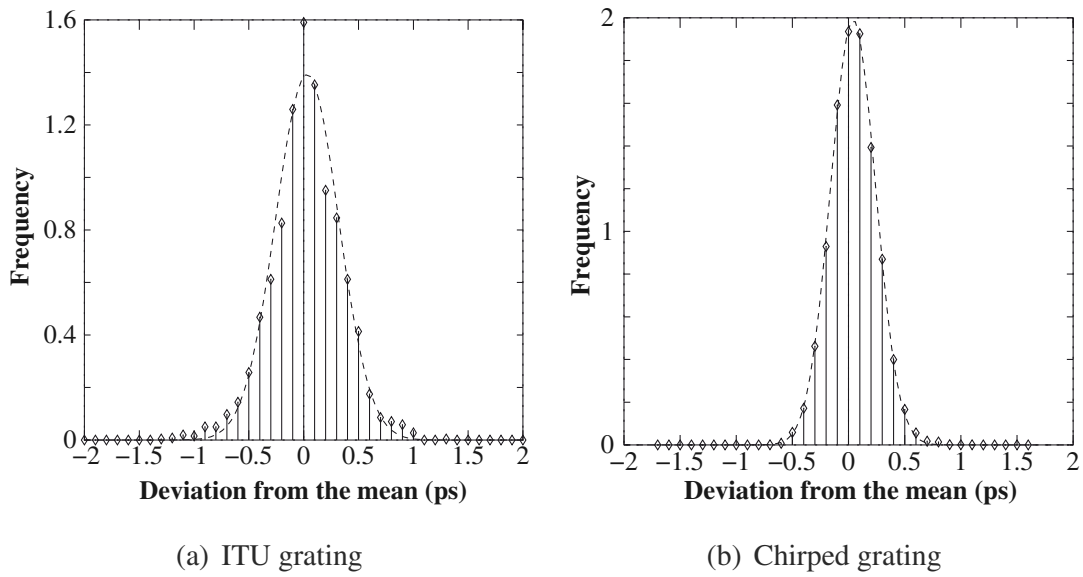 1.6
1.2
0.8
0.4
0
Frequency
−2 −1.5 −1 −0.5 0 0.5 1 1.5 2
Deviation from the mean (ps)
(a) ITU grating
2
1
0
Frequency
−2 −1.5 −1 −0.5 0 0.5 1 1.5 2
Deviation from the mean (ps)
(b) Chirped grating